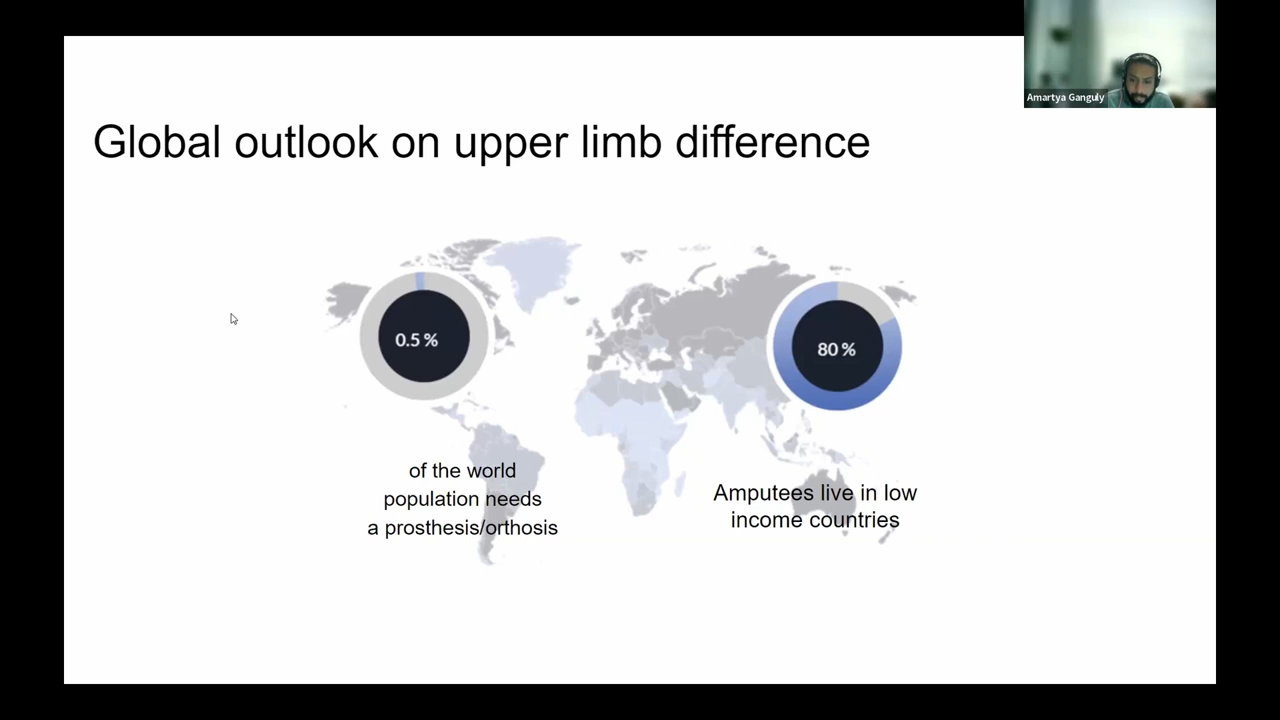 Amartya Ganguly
Global outlook on upper limb difference
0.5 %
80 %
of the world
population needs
a prosthesis/orthosis
Amputees live in low
income countries